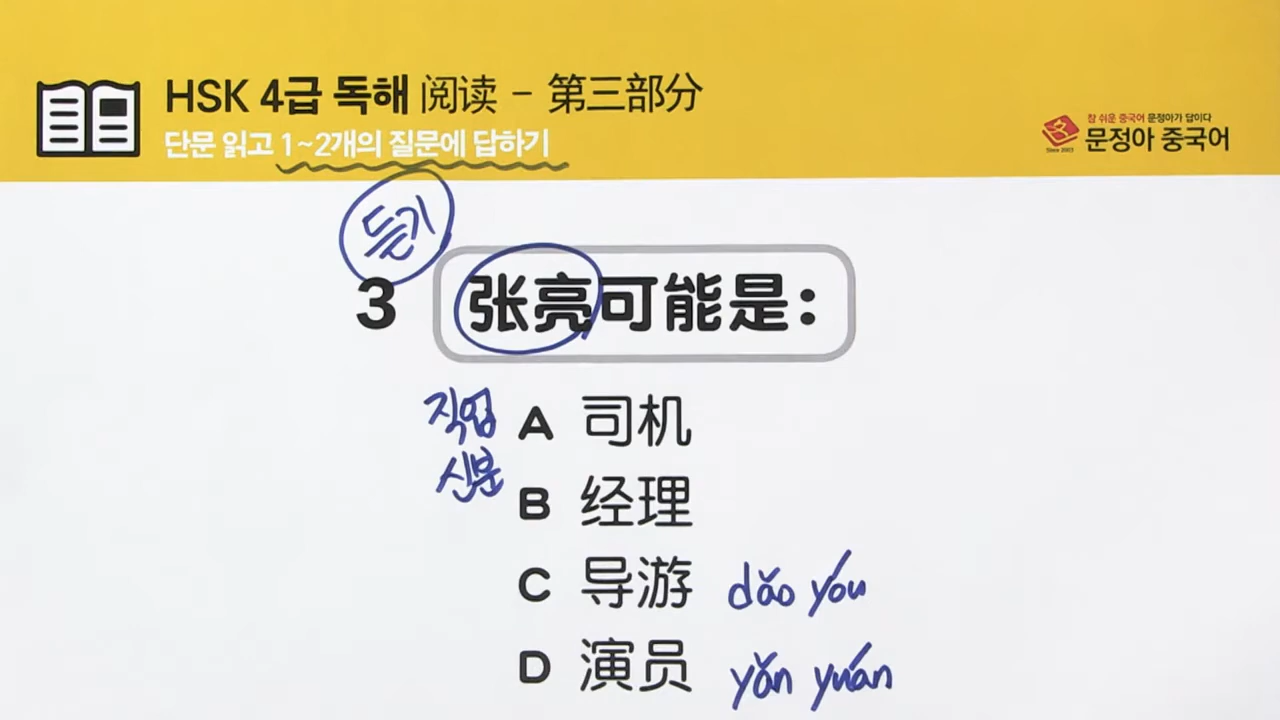 HSK 4급 독해 阅读 - 第三部分
단문 읽고 1~2개의 질문에 답하기
참 쉬운 중국어 문정아가 답이다
문정아 중국어
Since 2003
듣기
3 张亮可能是:
직업
신분
A 司机
B 经理
C 导游 dǎo yóu
D 演员 yǎn yuán